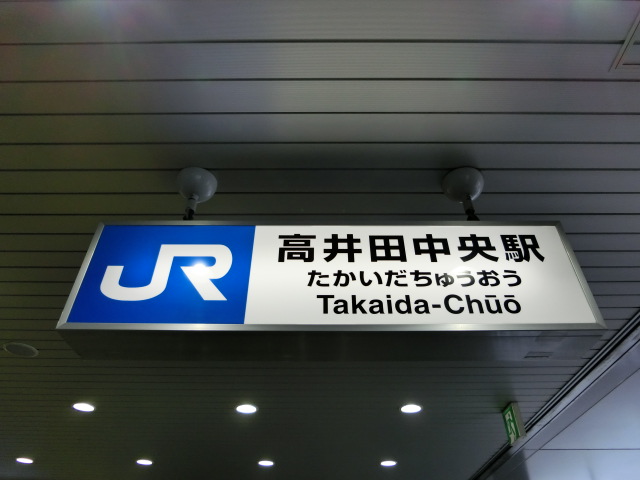 JR
高井田中央駅
たかいだちゅうおう
Takaida-Chūō